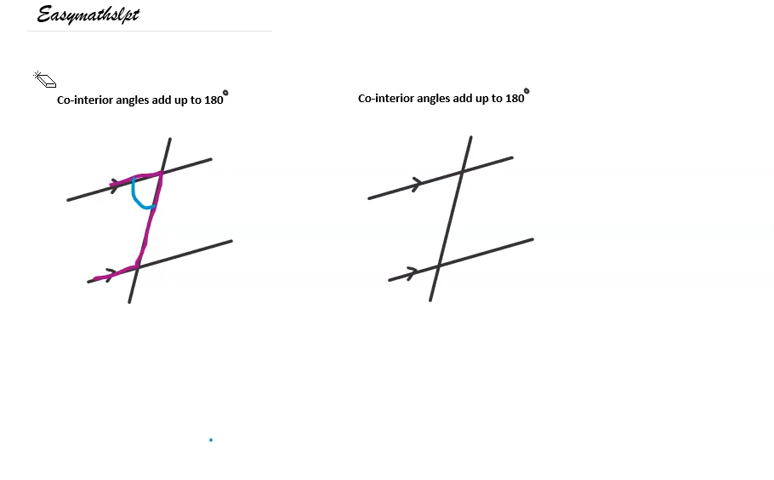 Easymathslpt
Co-interior angles add up to 180°
Co-interior angles add up to 180°